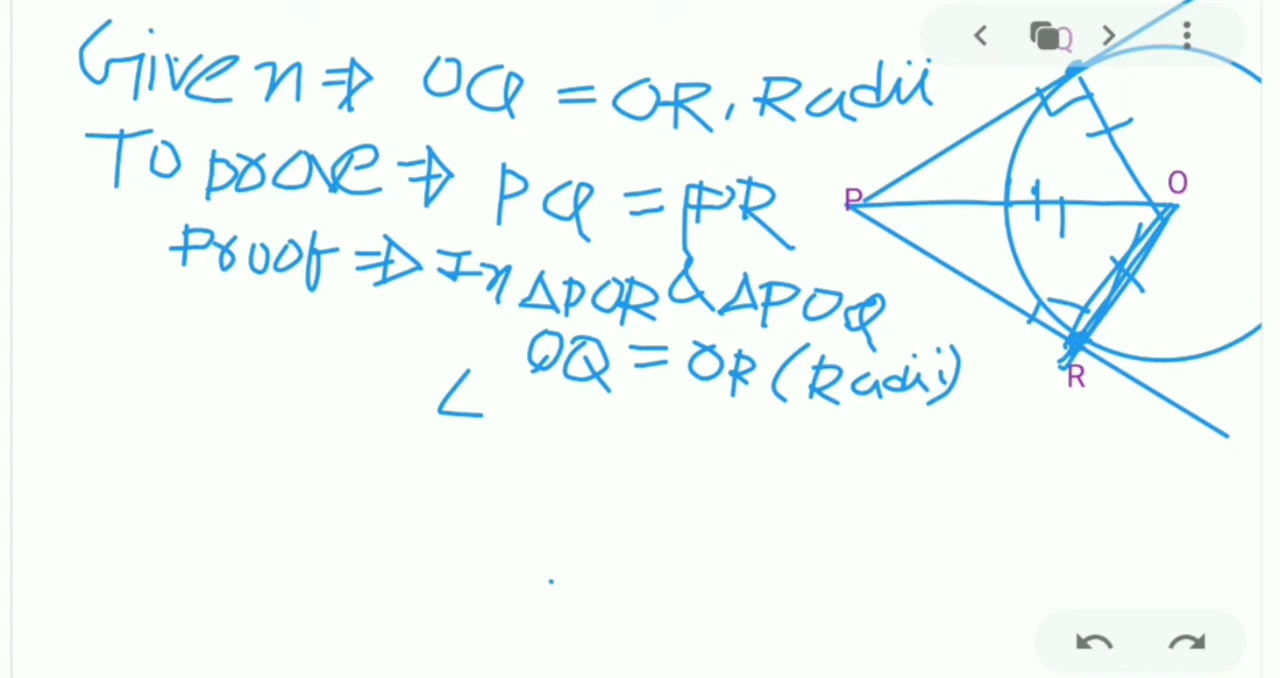 Given ⇒ OQ = OR, Radii
To prove ⇒ PQ = PR
Proof ⇒ In ΔPOR & ΔPOQ
OQ = OR (Radii)
∠
Q
P
O
R